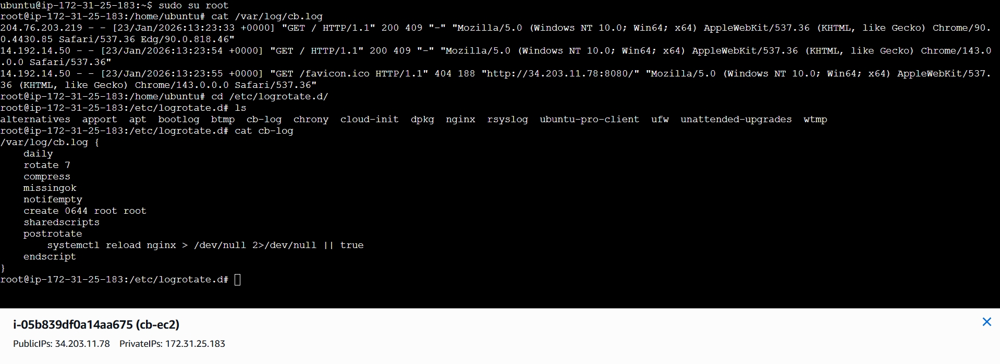 ubuntu@ip-172-31-25-183:~$ sudo su root
root@ip-172-31-25-183:/home/ubuntu# cat /var/log/cb.log
204.76.203.219 - - [23/Jan/2026:13:23:33 +0000] "GET / HTTP/1.1" 200 409 "-" "Mozilla/5.0 (Windows NT 10.0; Win64; x64) AppleWebKit/537.36 (KHTML, like Gecko) Chrome/90.
0.4430.85 Safari/537.36 Edg/90.0.818.46"
14.192.14.50 - - [23/Jan/2026:13:23:54 +0000] "GET / HTTP/1.1" 200 409 "-" "Mozilla/5.0 (Windows NT 10.0; Win64; x64) AppleWebKit/537.36 (KHTML, like Gecko) Chrome/143.0
.0.0 Safari/537.36"
14.192.14.50 - - [23/Jan/2026:13:23:55 +0000] "GET /favicon.ico HTTP/1.1" 404 188 "http://34.203.11.78:8080/" "Mozilla/5.0 (Windows NT 10.0; Win64; x64) AppleWebKit/537.
36 (KHTML, like Gecko) Chrome/143.0.0.0 Safari/537.36"
root@ip-172-31-25-183:/home/ubuntu# cd /etc/logrotate.d/
root@ip-172-31-25-183:/etc/logrotate.d# ls
alternatives  apport  apt  bootlog  btmp  cb-log  chrony  cloud-init  dpkg  nginx  rsyslog  ubuntu-pro-client  ufw  unattended-upgrades  wtmp
root@ip-172-31-25-183:/etc/logrotate.d# cat cb-log
/var/log/cb.log {
    daily
    rotate 7
    compress
    missingok
    notifempty
    create 0644 root root
    sharedscripts
    postrotate
        systemctl reload nginx > /dev/null 2>/dev/null || true
    endscript
}
root@ip-172-31-25-183:/etc/logrotate.d#
i-05b839df0a14aa675 (cb-ec2)
PublicIPs: 34.203.11.78 PrivateIPs: 172.31.25.183